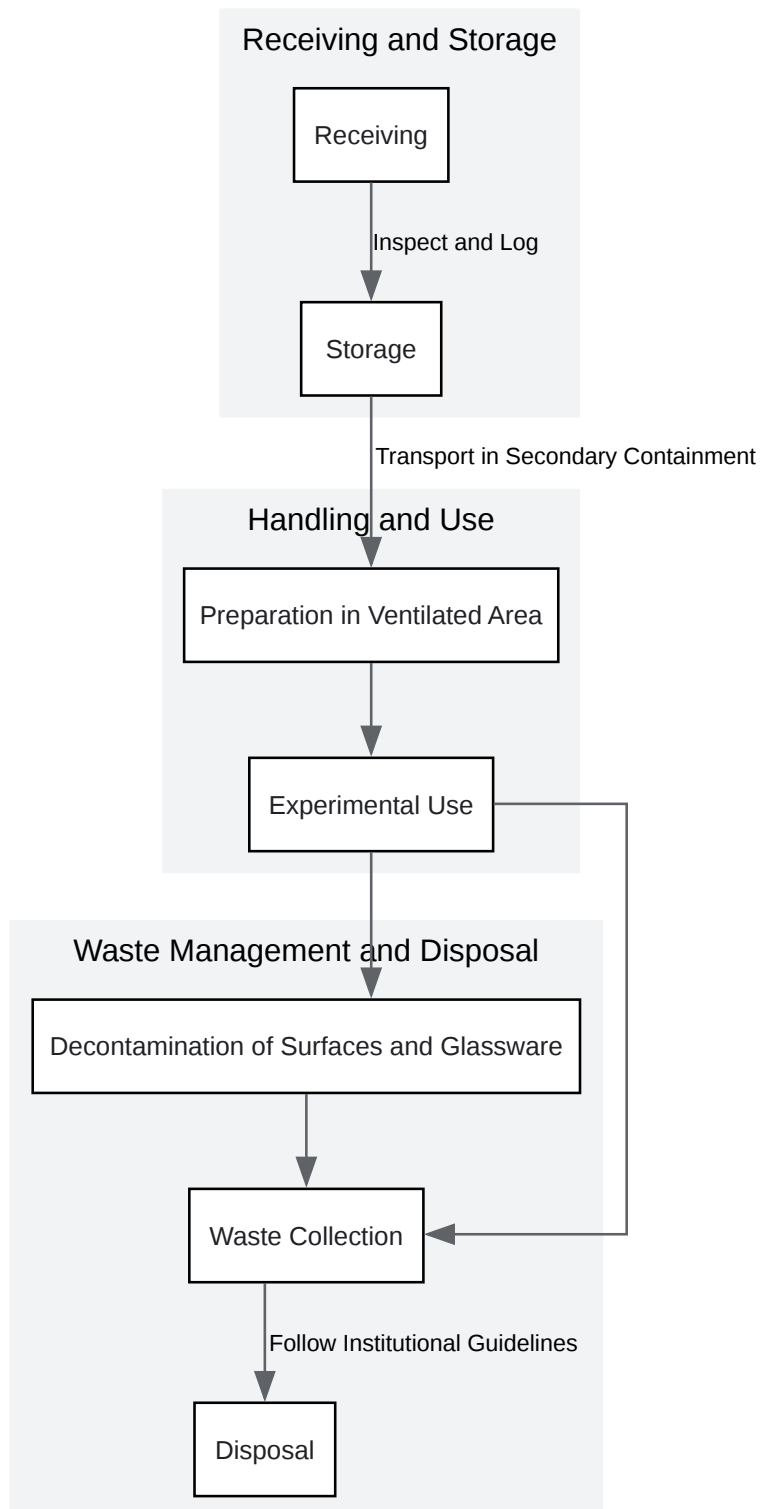 Receiving and Storage
Receiving
Inspect and Log
Storage
Transport in Secondary Containment
Handling and Use
Preparation in Ventilated Area
Experimental Use
Waste Management and Disposal
Decontamination of Surfaces and Glassware
Waste Collection
Follow Institutional Guidelines
Disposal